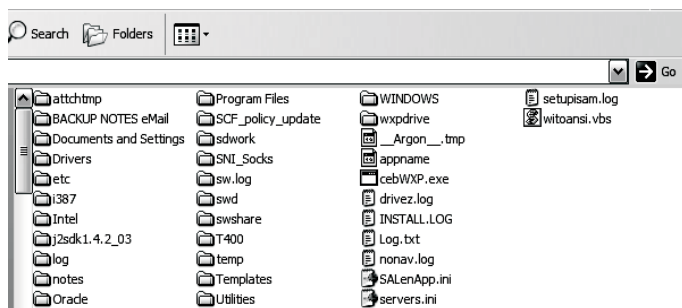 Search Folders
Go
attchtmp
BACKUP NOTES eMail
Documents and Settings
Drivers
etc
i387
Intel
j2sdk1.4.2_03
log
notes
Oracle
Program Files
SCF_policy_update
sdwork
SNI_Socks
sw.log
swd
swshare
T400
temp
Templates
Utilities
WINDOWS
wxpdrive
__Argon__.tmp
appname
cebWXP.exe
drivez.log
INSTALL.LOG
Log.txt
nonav.log
SALenApp.ini
servers.ini
setupisam.log
witoansi.vbs